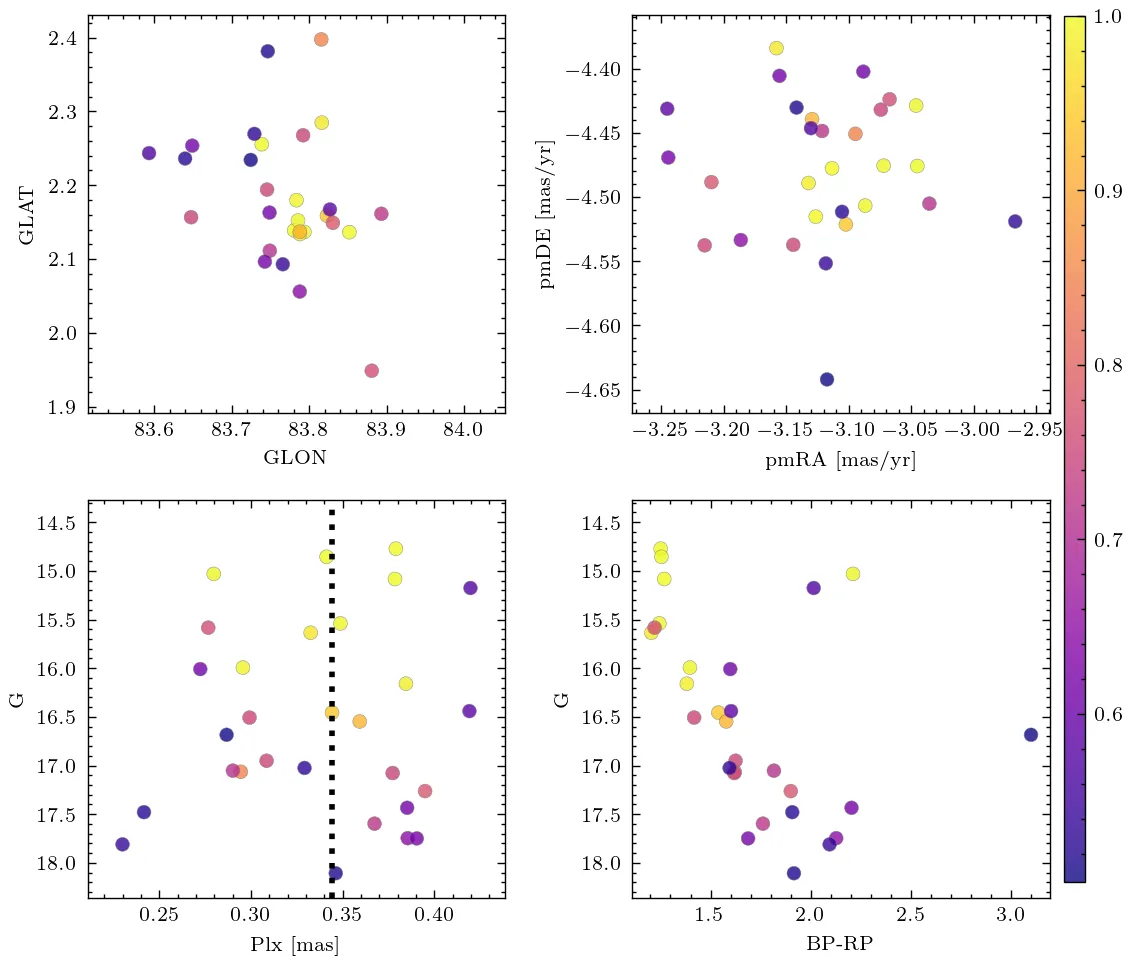 2.4
2.3
2.2
2.1
2.0
1.9
GLAT
83.6 83.7 83.8 83.9 84.0
GLON
−4.40
−4.45
−4.50
−4.55
−4.60
−4.65
pmDE [mas/yr]
−3.25 −3.20 −3.15 −3.10 −3.05 −3.00 −2.95
pmRA [mas/yr]
1.0
0.9
0.8
0.7
0.6
14.5
15.0
15.5
16.0
16.5
17.0
17.5
18.0
G
0.25 0.30 0.35 0.40
Plx [mas]
14.5
15.0
15.5
16.0
16.5
17.0
17.5
18.0
G
1.5 2.0 2.5 3.0
BP-RP